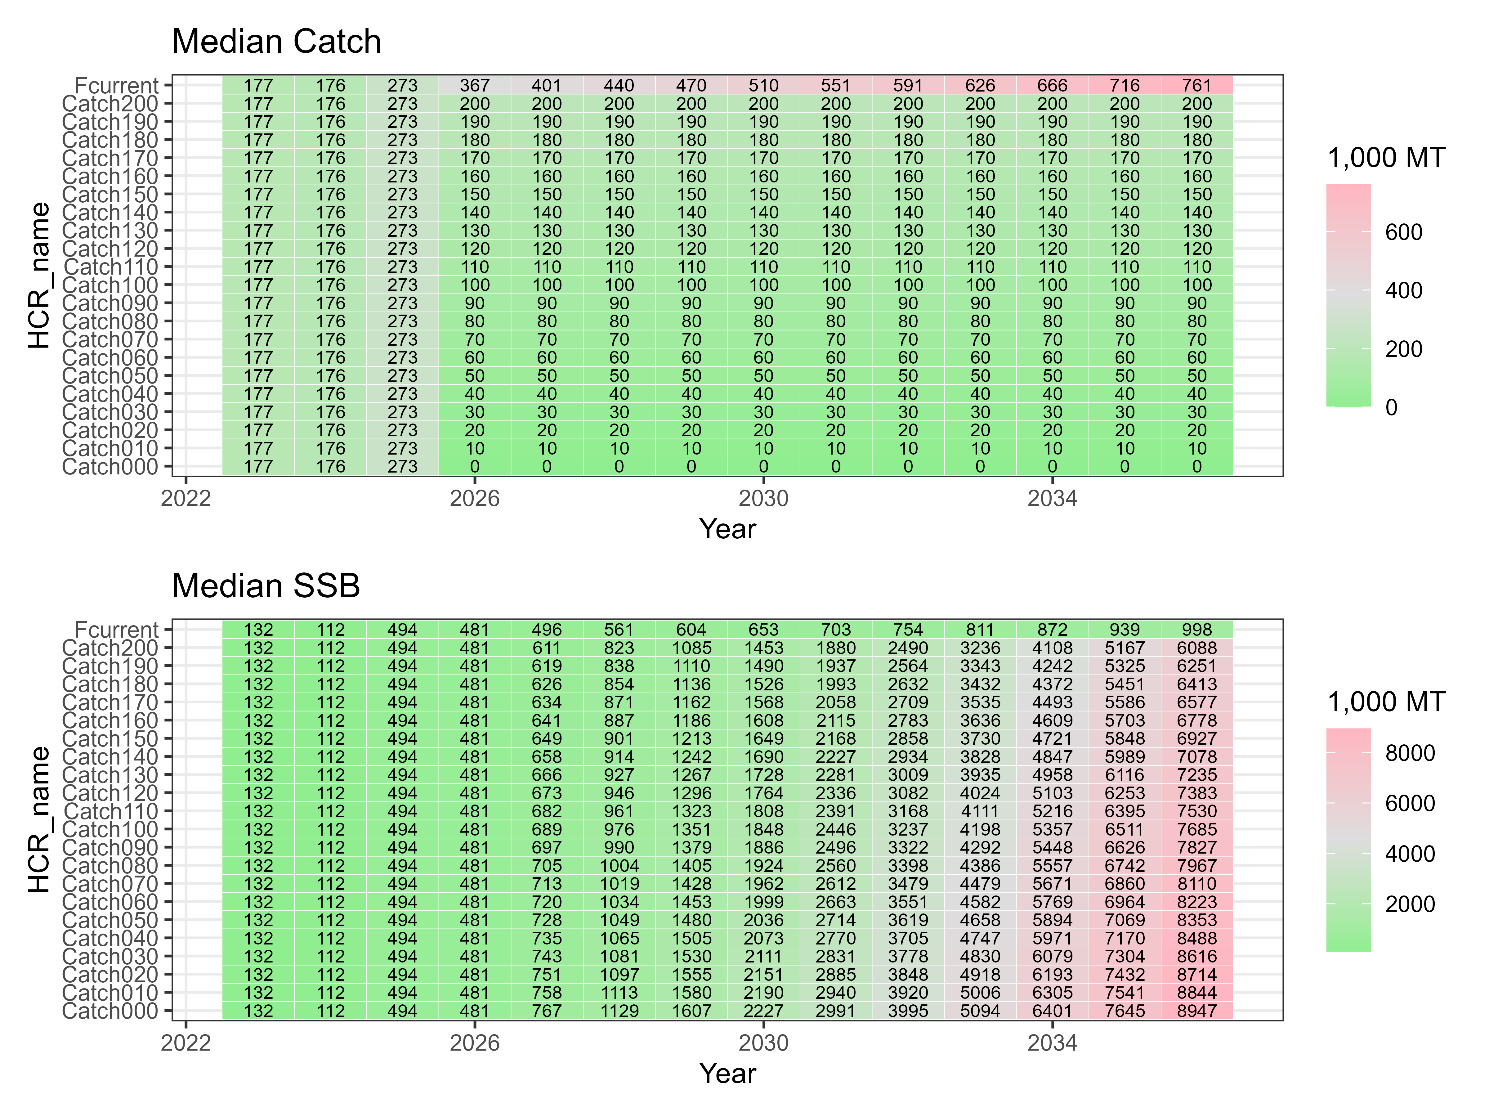 Median Catch
HCR_name
Fcurrent 177 176 273 367 401 440 470 510 551 591 626 666 716 761
Catch200 177 176 273 200 200 200 200 200 200 200 200 200 200 200
Catch190 177 176 273 190 190 190 190 190 190 190 190 190 190 190
Catch180 177 176 273 180 180 180 180 180 180 180 180 180 180 180
Catch170 177 176 273 170 170 170 170 170 170 170 170 170 170 170
Catch160 177 176 273 160 160 160 160 160 160 160 160 160 160 160
Catch150 177 176 273 150 150 150 150 150 150 150 150 150 150 150
Catch140 177 176 273 140 140 140 140 140 140 140 140 140 140 140
Catch130 177 176 273 130 130 130 130 130 130 130 130 130 130 130
Catch120 177 176 273 120 120 120 120 120 120 120 120 120 120 120
Catch110 177 176 273 110 110 110 110 110 110 110 110 110 110 110
Catch100 177 176 273 100 100 100 100 100 100 100 100 100 100 100
Catch090 177 176 273 90 90 90 90 90 90 90 90 90 90 90
Catch080 177 176 273 80 80 80 80 80 80 80 80 80 80 80
Catch070 177 176 273 70 70 70 70 70 70 70 70 70 70 70
Catch060 177 176 273 60 60 60 60 60 60 60 60 60 60 60
Catch050 177 176 273 50 50 50 50 50 50 50 50 50 50 50
Catch040 177 176 273 40 40 40 40 40 40 40 40 40 40 40
Catch030 177 176 273 30 30 30 30 30 30 30 30 30 30 30
Catch020 177 176 273 20 20 20 20 20 20 20 20 20 20 20
Catch010 177 176 273 10 10 10 10 10 10 10 10 10 10 10
Catch000 177 176 273 0 0 0 0 0 0 0 0 0 0 0
2022 2026 2030 2034
Year
1,000 MT
600
400
200
0
Median SSB
HCR_name
Fcurrent 132 112 494 481 496 561 604 653 703 754 811 872 939 998
Catch200 132 112 494 481 611 823 1085 1453 1880 2490 3236 4108 5167 6088
Catch190 132 112 494 481 619 838 1110 1490 1937 2564 3343 4242 5325 6251
Catch180 132 112 494 481 626 854 1136 1526 1993 2632 3432 4372 5451 6413
Catch170 132 112 494 481 634 871 1162 1568 2058 2709 3535 4493 5586 6577
Catch160 132 112 494 481 641 887 1186 1608 2115 2783 3636 4609 5703 6778
Catch150 132 112 494 481 649 901 1213 1649 2168 2858 3730 4721 5848 6927
Catch140 132 112 494 481 658 914 1242 1690 2227 2934 3828 4847 5989 7078
Catch130 132 112 494 481 666 927 1267 1728 2281 3009 3935 4958 6116 7235
Catch120 132 112 494 481 673 946 1296 1764 2336 3082 4024 5103 6253 7383
Catch110 132 112 494 481 682 961 1323 1808 2391 3168 4111 5216 6395 7530
Catch100 132 112 494 481 689 976 1351 1848 2446 3237 4198 5357 6511 7685
Catch090 132 112 494 481 697 990 1379 1886 2496 3322 4292 5448 6626 7827
Catch080 132 112 494 481 705 1004 1405 1924 2560 3398 4386 5557 6742 7967
Catch070 132 112 494 481 713 1019 1428 1962 2612 3479 4479 5671 6860 8110
Catch060 132 112 494 481 720 1034 1453 1999 2663 3551 4582 5769 6964 8223
Catch050 132 112 494 481 728 1049 1480 2036 2714 3619 4658 5894 7069 8353
Catch040 132 112 494 481 735 1065 1505 2073 2770 3705 4747 5971 7170 8488
Catch030 132 112 494 481 743 1081 1530 2111 2831 3778 4830 6079 7304 8616
Catch020 132 112 494 481 751 1097 1555 2151 2885 3848 4918 6193 7432 8714
Catch010 132 112 494 481 758 1113 1580 2190 2940 3920 5006 6305 7541 8844
Catch000 132 112 494 481 767 1129 1607 2227 2991 3995 5094 6401 7645 8947
2022 2026 2030 2034
Year
1,000 MT
8000
6000
4000
2000